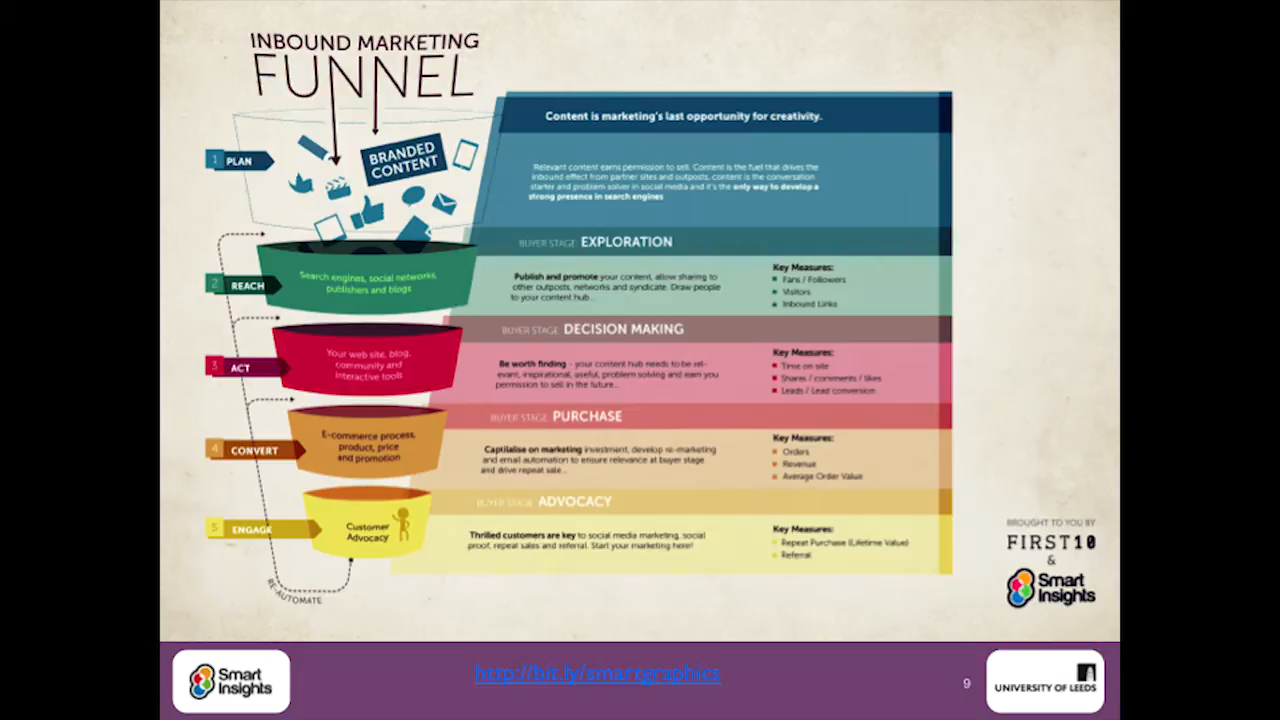 INBOUND MARKETING
FUNNEL
Content is marketing's last opportunity for creativity.
1 PLAN
BRANDED
CONTENT
Relevant content earns permission to sell. Content is the fuel that drives the
inbound effect from partner sites and outposts, content is the conversation
starter and problem solver in social media and it's the only way to develop a
strong presence in search engines
BUYER STAGE: EXPLORATION
2 REACH
Search engines, social networks,
publishers and blogs
Publish and promote your content, allow sharing to
other outposts, networks and syndicate. Draw people
to your content hub...
Key Measures:
Fans / Followers
Visitors
Inbound Links
BUYER STAGE: DECISION MAKING
3 ACT
Your web site, blog,
community and
interactive tools
Be worth finding - your content hub needs to be rel-
evant, inspirational, useful, problem solving and earn you
permission to sell in the future...
Key Measures:
Time on site
Shares / comments / likes
Leads / Lead conversion
BUYER STAGE: PURCHASE
4 CONVERT
E-commerce process,
product, price
and promotion
Captilalise on marketing investment, develop re-marketing
and email automation to ensure relevance at buyer stage
and drive repeat sale...
Key Measures:
Orders
Revenue
Average Order Value
BUYER STAGE: ADVOCACY
5 ENGAGE
Customer
Advocacy
Thrilled customers are key to social media marketing, social
proof, repeat sales and referral. Start your marketing here!
Key Measures:
Repeat Purchase (Lifetime Value)
Referral
RE-AUTOMATE
BROUGHT TO YOU BY
FIRST10
&
Smart
Insights
Smart
Insights
http://bit.ly/smartgraphics
9
UNIVERSITY OF LEEDS